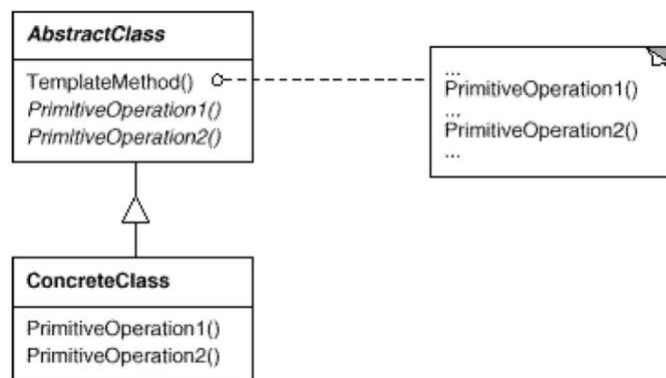 AbstractClass
TemplateMethod()
PrimitiveOperation1()
PrimitiveOperation2()
...
PrimitiveOperation1()
...
PrimitiveOperation2()
...
ConcreteClass
PrimitiveOperation1()
PrimitiveOperation2()